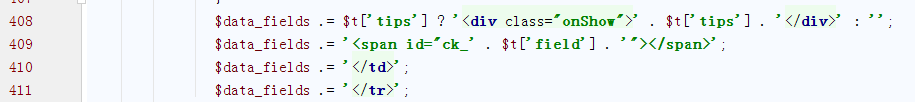 408 $data_fields .= $t['tips'] ? '<div class="onShow">' . $t['tips'] . '</div>' : '';
409 $data_fields .= '<span id="ck_' . $t['field'] . '"></span>';
410 $data_fields .= '</td>';
411 $data_fields .= '</tr>';